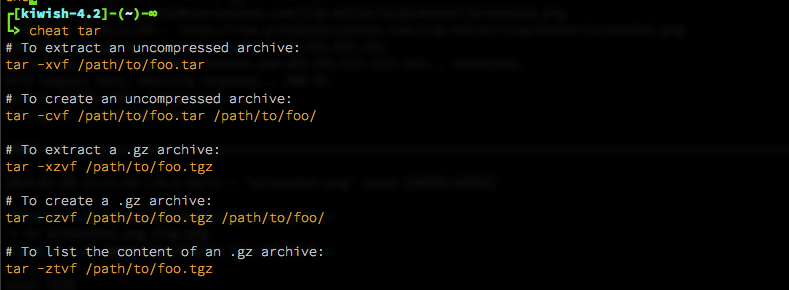 [kiwish-4.2]-(~)-∞
cheat tar
# To extract an uncompressed archive:
tar -xvf /path/to/foo.tar
# To create an uncompressed archive:
tar -cvf /path/to/foo.tar /path/to/foo/
# To extract a .gz archive:
tar -xzvf /path/to/foo.tgz
# To create a .gz archive:
tar -czvf /path/to/foo.tgz /path/to/foo/
# To list the content of an .gz archive:
tar -ztvf /path/to/foo.tgz